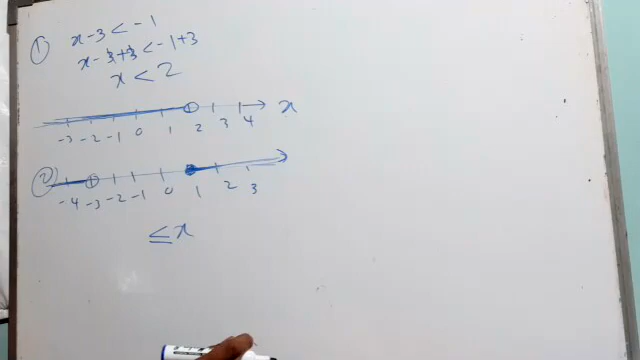 ① x - 3 < -1
x - 3 + 3 < -1 + 3
x < 2
-3 -2 -1 0 1 2 3 4 x
② -4 -3 -2 -1 0 1 2 3
≤ x